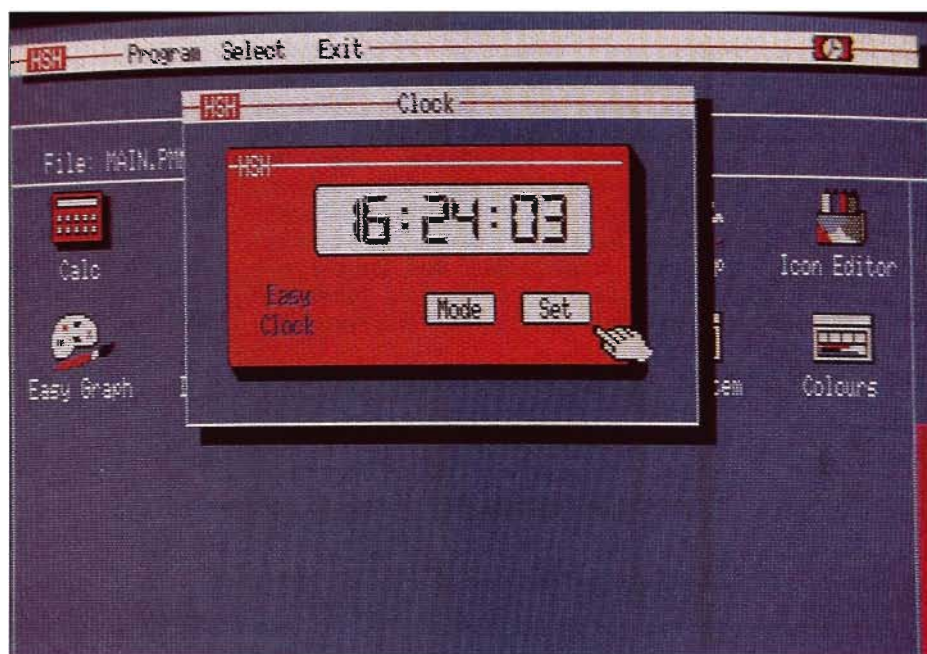 HSH Program Select Exit
HSH Clock
File: MAIN.PM
HSH
16:24:03
Calc
Icon Editor
Easy
Clock
Mode Set
Easy Graph
Colours